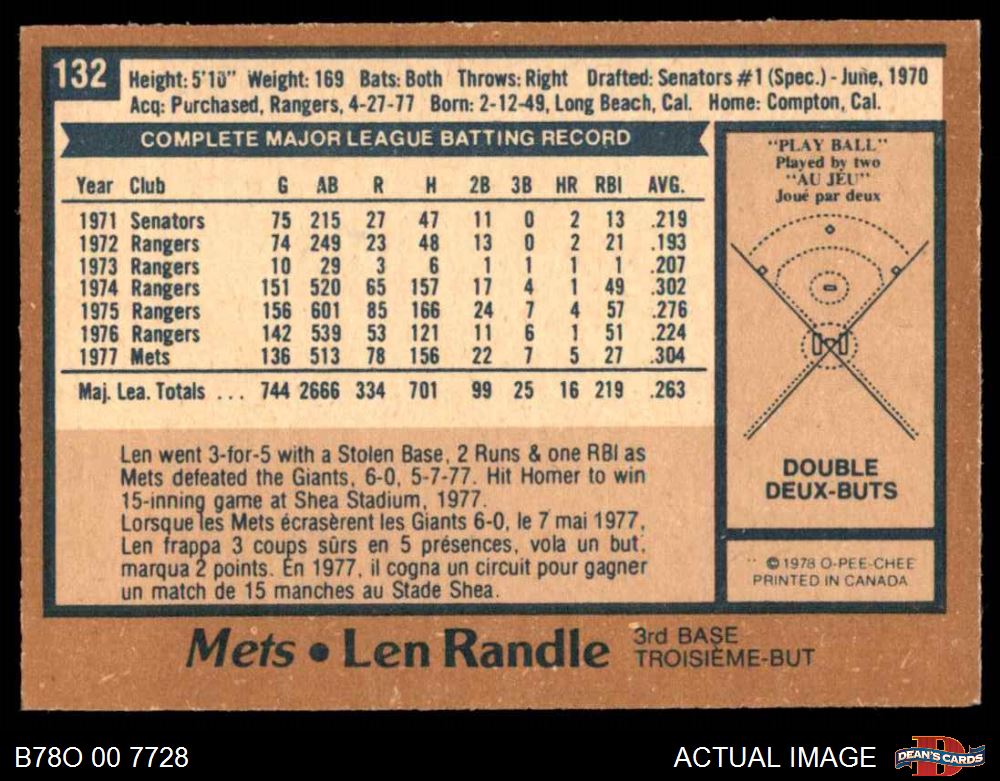 132
Height: 5'10" Weight: 169 Bats: Both Throws: Right Drafted: Senators #1 (Spec.) - June, 1970
Acq: Purchased, Rangers, 4-27-77 Born: 2-12-49, Long Beach, Cal. Home: Compton, Cal.
COMPLETE MAJOR LEAGUE BATTING RECORD
Year Club G AB R H 2B 3B HR RBI AVG.
1971 Senators 75 215 27 47 11 0 2 13 .219
1972 Rangers 74 249 23 48 13 0 2 21 .193
1973 Rangers 10 29 3 6 1 1 1 1 .207
1974 Rangers 151 520 65 157 17 4 1 49 .302
1975 Rangers 156 601 85 166 24 7 4 57 .276
1976 Rangers 142 539 53 121 11 6 1 51 .224
1977 Mets 136 513 78 156 22 7 5 27 .304
Maj. Lea. Totals ... 744 2666 334 701 99 25 16 219 .263
Len went 3-for-5 with a Stolen Base, 2 Runs & one RBI as
Mets defeated the Giants, 6-0, 5-7-77. Hit Homer to win
15-inning game at Shea Stadium, 1977.
Lorsque les Mets écrasèrent les Giants 6-0, le 7 mai 1977,
Len frappa 3 coups sûrs en 5 présences, vola un but,
marqua 2 points. En 1977, il cogna un circuit pour gagner
un match de 15 manches au Stade Shea.
"PLAY BALL"
Played by two
"AU JEU"
Joué par deux
DOUBLE
DEUX-BUTS
© 1978 O-PEE-CHEE
PRINTED IN CANADA
Mets • Len Randle
3rd BASE
TROISIÈME-BUT
B78O 00 7728
ACTUAL IMAGE
DEAN'S CARDS